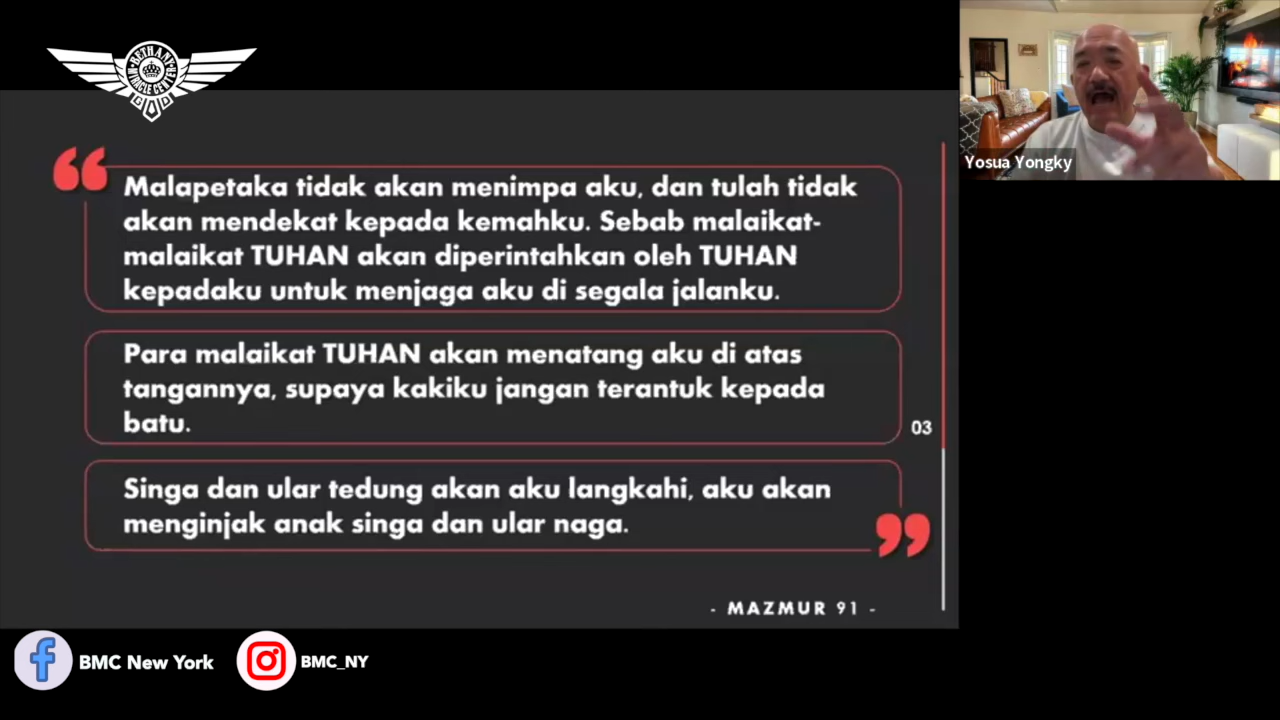 BETHANY
MIRACLE CENTER
Yosua Yongky
Malapetaka tidak akan menimpa aku, dan tulah tidak
akan mendekat kepada kemahku. Sebab malaikat-
malaikat TUHAN akan diperintahkan oleh TUHAN
kepadaku untuk menjaga aku di segala jalanku.
Para malaikat TUHAN akan menatang aku di atas
tangannya, supaya kakiku jangan terantuk kepada
batu.
03
Singa dan ular tedung akan aku langkahi, aku akan
menginjak anak singa dan ular naga.
- MAZMUR 91 -
BMC New York
BMC_NY